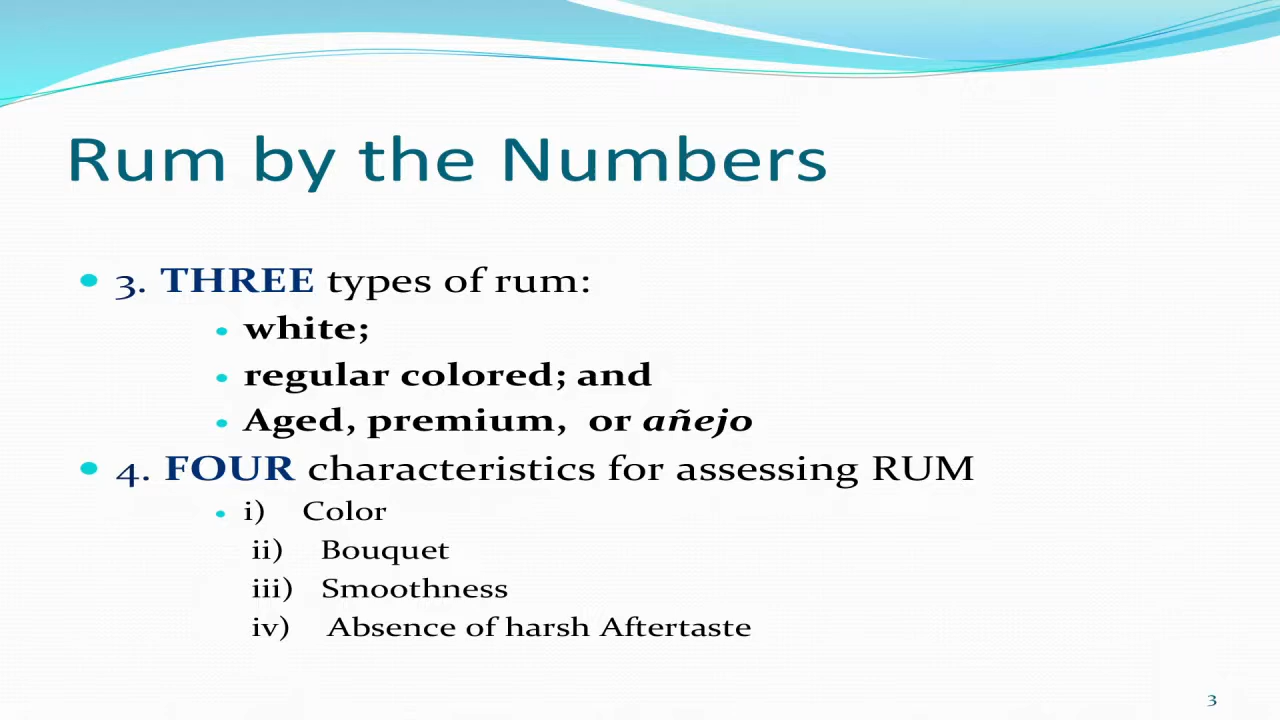 Rum by the Numbers
• 3. THREE types of rum:
• white;
• regular colored; and
• Aged, premium, or añejo
• 4. FOUR characteristics for assessing RUM
• i) Color
ii) Bouquet
iii) Smoothness
iv) Absence of harsh Aftertaste
3